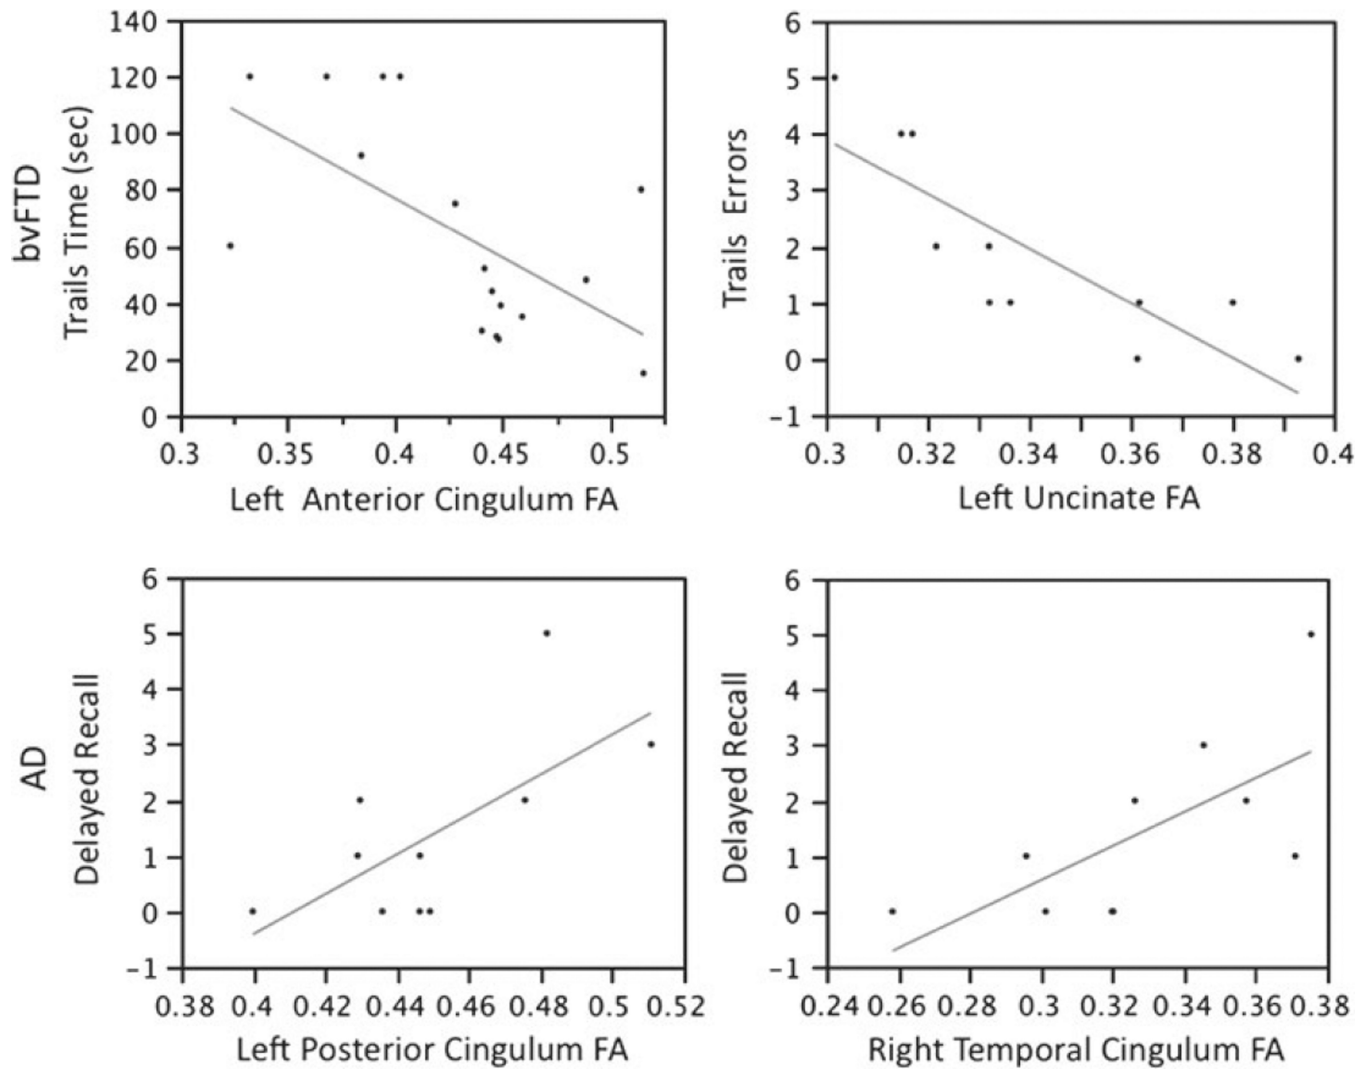 bvFTD
Trails Time (sec)
140
120
100
80
60
40
20
0
0.3 0.35 0.4 0.45 0.5
Left Anterior Cingulum FA
Trails Errors
6
5
4
3
2
1
0
–1
0.3 0.32 0.34 0.36 0.38 0.4
Left Uncinate FA
AD
Delayed Recall
6
5
4
3
2
1
0
–1
0.38 0.4 0.42 0.44 0.46 0.48 0.5 0.52
Left Posterior Cingulum FA
Delayed Recall
6
5
4
3
2
1
0
–1
0.24 0.26 0.28 0.3 0.32 0.34 0.36 0.38
Right Temporal Cingulum FA